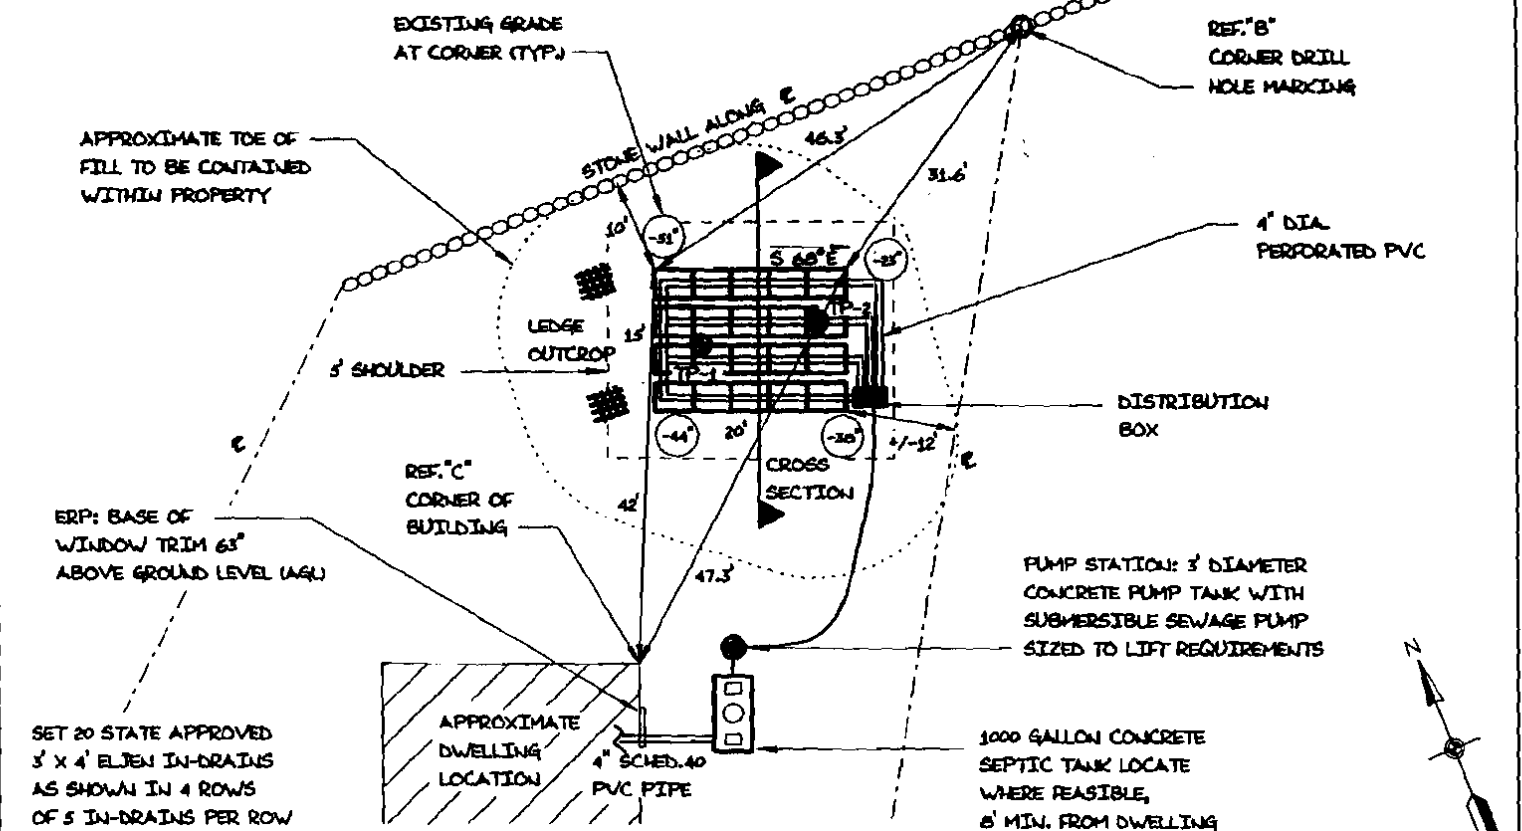 EXISTING GRADE
AT CORNER (TYP.)
REF. "B"
CORNER DRILL
HOLE MARKING
APPROXIMATE TOE OF
FILL TO BE CONTAINED
WITHIN PROPERTY
STONE WALL ALONG ℄
46.3'
31.6'
10'
-51"
-23"
S 68° E
4" DIA.
PERFORATED PVC
TP-2
LEDGE
OUTCROP
15'
5' SHOULDER
TP-1
DISTRIBUTION
BOX
-44"
20'
-38"
+/-12'
℄
℄
CROSS
SECTION
REF. "C"
CORNER OF
BUILDING
42'
ERP: BASE OF
WINDOW TRIM 63"
ABOVE GROUND LEVEL (AGL)
47.3'
PUMP STATION: 3' DIAMETER
CONCRETE PUMP TANK WITH
SUBMERSIBLE SEWAGE PUMP
SIZED TO LIFT REQUIREMENTS
N
APPROXIMATE
DWELLING
LOCATION
4" SCHED.40
PVC PIPE
SET 20 STATE APPROVED
3' X 4' ELJEN IN-DRAINS
AS SHOWN IN 4 ROWS
OF 5 IN-DRAINS PER ROW
1000 GALLON CONCRETE
SEPTIC TANK LOCATE
WHERE FEASIBLE,
8' MIN. FROM DWELLING